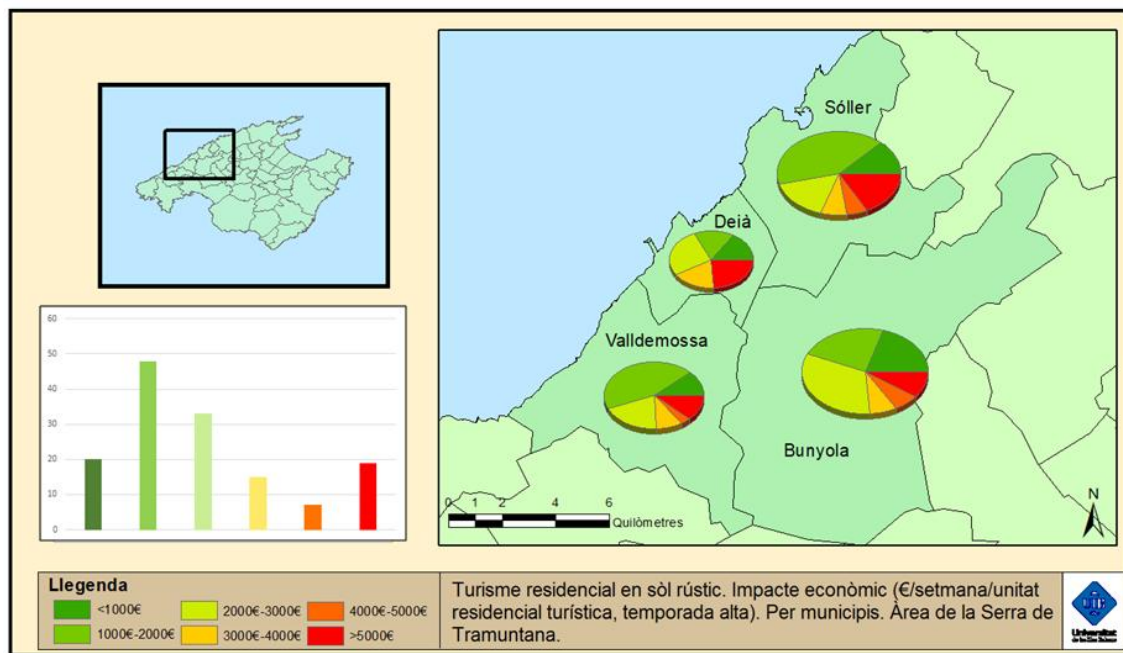 Sóller
Deià
Valldemossa
Bunyola
0 1 2 4 6
Quilòmetres
N
60
50
40
30
20
10
0
Llegenda
<1000€
1000€-2000€
2000€-3000€
3000€-4000€
4000€-5000€
>5000€
Turisme residencial en sòl rústic. Impacte econòmic (€/setmana/unitat
residencial turística, temporada alta). Per municipis. Àrea de la Serra de
Tramuntana.
Universitat